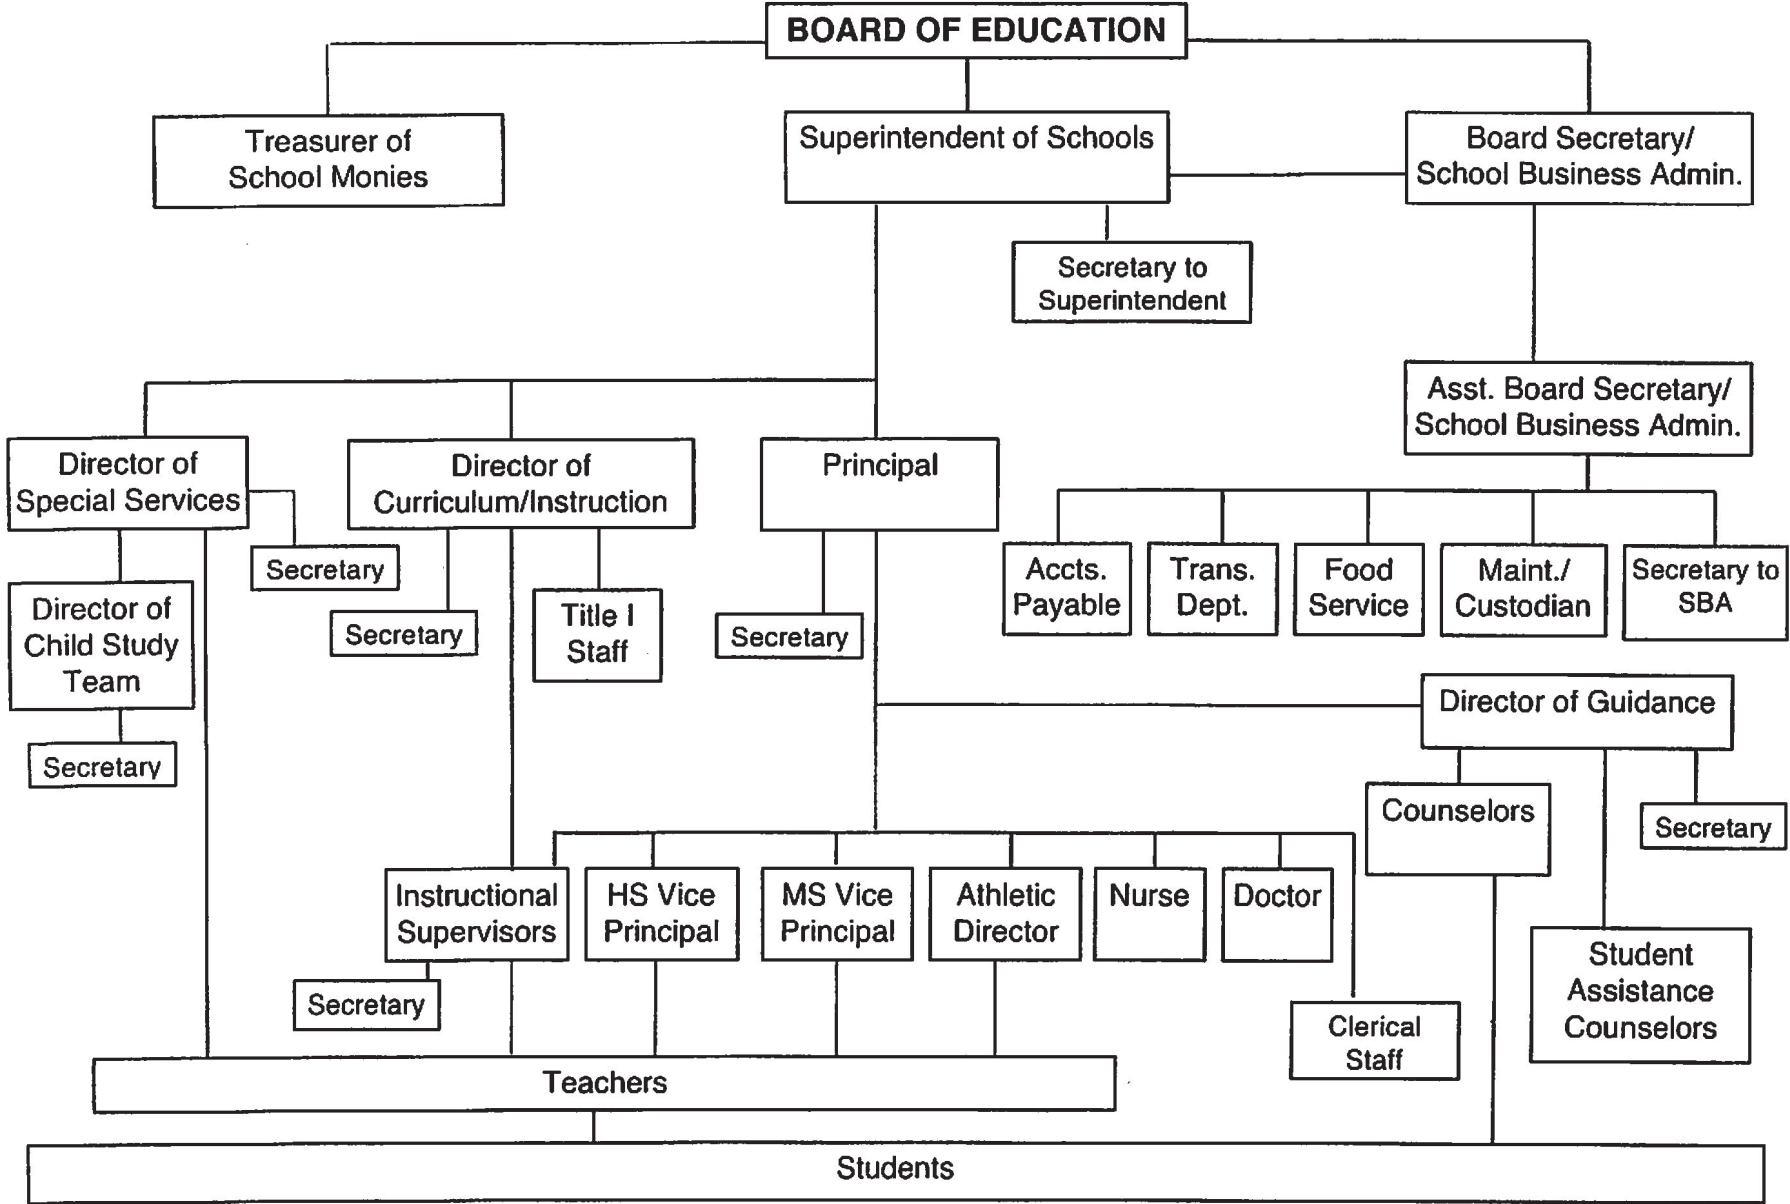 BOARD OF EDUCATION
Treasurer of
School Monies
Superintendent of Schools
Board Secretary/
School Business Admin.
Secretary to
Superintendent
Asst. Board Secretary/
School Business Admin.
Director of
Special Services
Director of
Curriculum/Instruction
Principal
Secretary
Accts.
Payable
Trans.
Dept.
Food
Service
Maint./
Custodian
Secretary to
SBA
Director of
Child Study
Team
Secretary
Title I
Staff
Secretary
Director of Guidance
Secretary
Counselors
Secretary
Instructional
Supervisors
HS Vice
Principal
MS Vice
Principal
Athletic
Director
Nurse
Doctor
Student
Assistance
Counselors
Secretary
Clerical
Staff
Teachers
Students